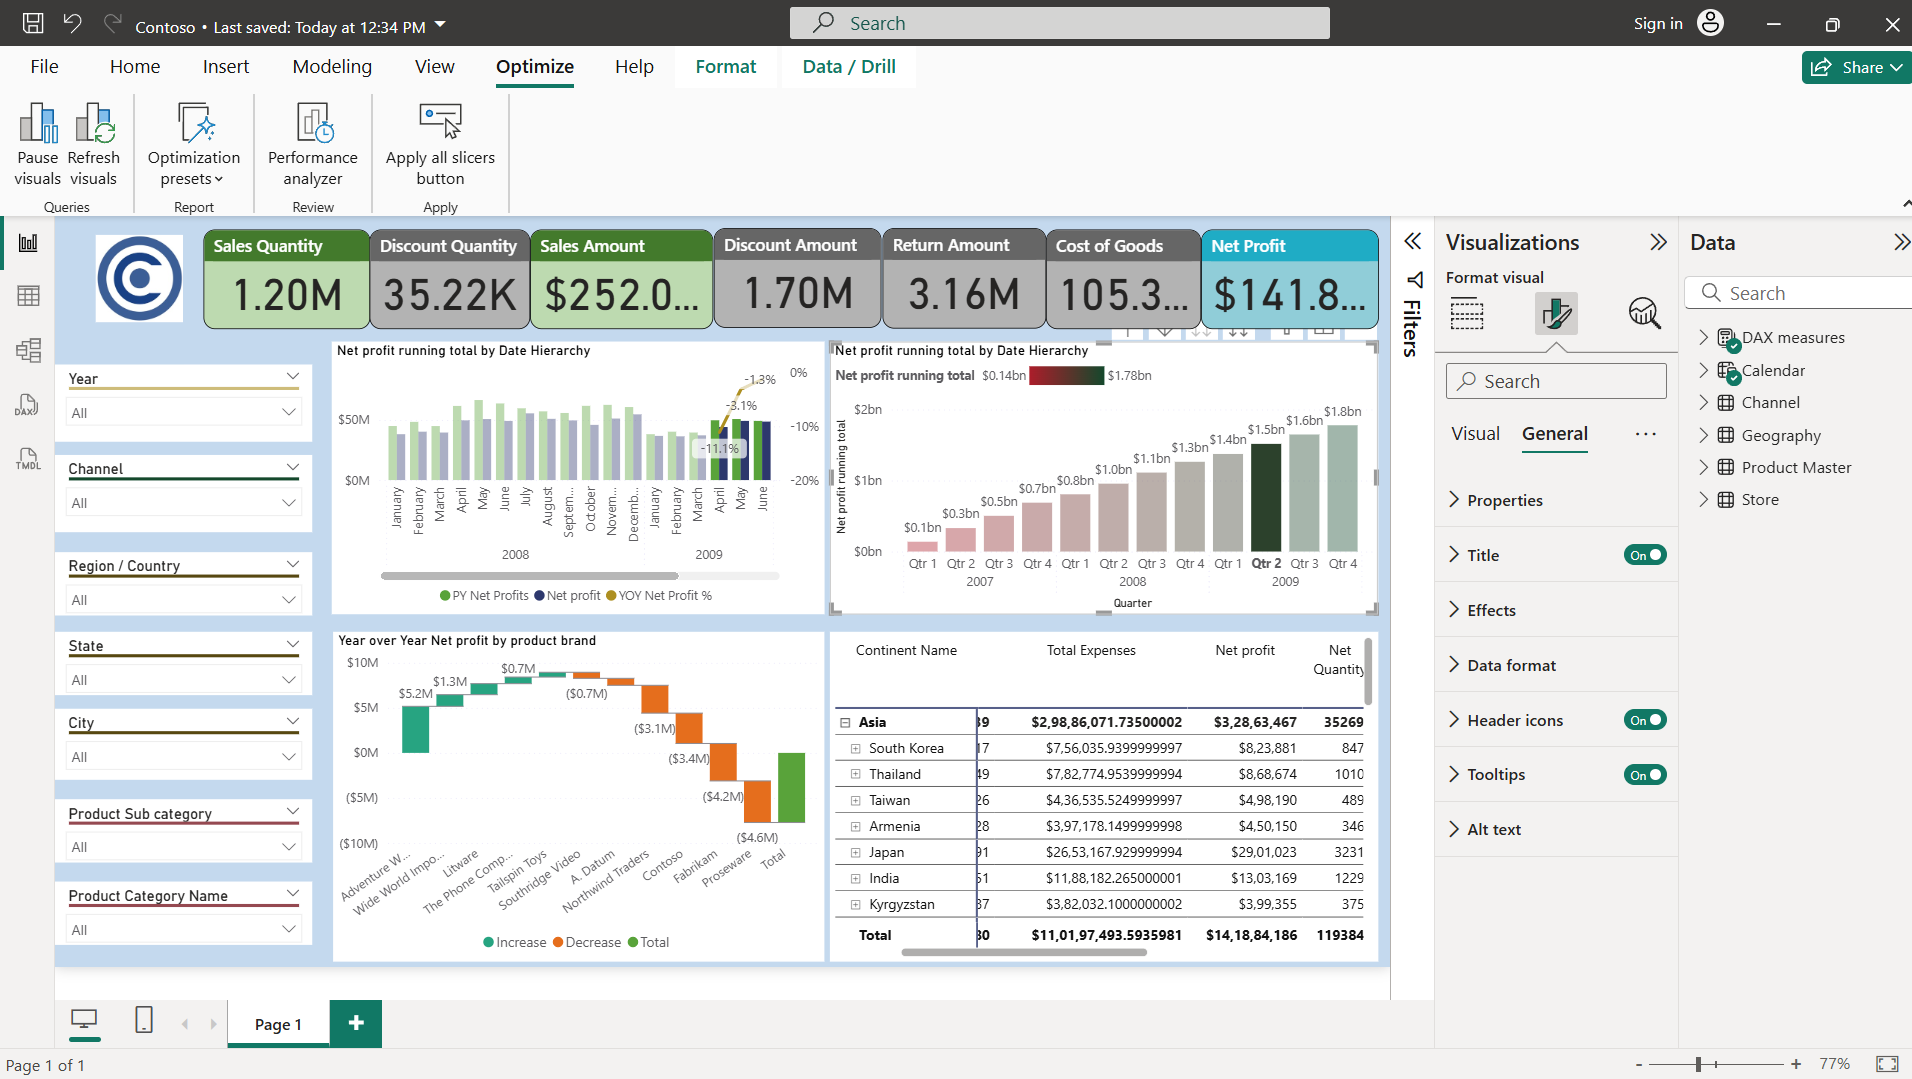 Contoso • Last saved: Today at 12:34 PM
Search
Sign in
File
Home
Insert
Modeling
View
Optimize
Help
Format
Data / Drill
Share
Pause visuals
Refresh visuals
Optimization presets
Performance analyzer
Apply all slicers button
Queries
Report
Review
Apply
Sales Quantity
1.20M
Discount Quantity
35.22K
Sales Amount
$252.0...
Discount Amount
1.70M
Return Amount
3.16M
Cost of Goods
105.3...
Net Profit
$141.8...
DAX
TMDL
Year
All
Channel
All
Region / Country
All
State
All
City
All
Product Sub category
All
Product Category Name
All
Net profit running total by Date Hierarchy
$50M
$0M
0%
-10%
-20%
-1.3%
-3.1%
-11.1%
January February March April May June July August Septem... October Novem... Decemb... January February March April May June
2008 2009
PY Net Profits Net profit YOY Net Profit %
Net profit running total by Date Hierarchy
Net profit running total $0.14bn $1.78bn
Net profit running total
$2bn
$1bn
$0bn
$0.1bn $0.3bn $0.5bn $0.7bn $0.8bn $1.0bn $1.1bn $1.3bn $1.4bn $1.5bn $1.6bn $1.8bn
Qtr 1 Qtr 2 Qtr 3 Qtr 4 Qtr 1 Qtr 2 Qtr 3 Qtr 4 Qtr 1 Qtr 2 Qtr 3 Qtr 4
2007 2008 2009
Quarter
Year over Year Net profit by product brand
$10M
$5M
$0M
($5M)
($10M)
$5.2M $1.3M $0.7M ($0.7M) ($3.1M) ($3.4M) ($4.2M) ($4.6M)
Adventure W... Wide World Impo... Litware The Phone Comp... Tailspin Toys Southridge Video A. Datum Northwind Traders Contoso Fabrikam Proseware Total
Increase Decrease Total
Continent Name Total Expenses Net profit Net Quantity
Asia 39 $2,98,86,071.73500002 $3,28,63,467 35269
South Korea 17 $7,56,035.9399999997 $8,23,881 847
Thailand 49 $7,82,774.9539999994 $8,68,674 1010
Taiwan 26 $4,36,535.5249999997 $4,98,190 489
Armenia 28 $3,97,178.1499999998 $4,50,150 346
Japan 91 $26,53,167.929999994 $29,01,023 3231
India 51 $11,88,182.265000001 $13,03,169 1229
Kyrgyzstan 37 $3,82,032.1000000002 $3,99,355 375
Total 30 $11,01,97,493.5935981 $14,18,84,186 119384
Filters
Visualizations
Format visual
Search
Visual
General
...
Properties
Title On
Effects
Data format
Header icons On
Tooltips On
Alt text
Data
Search
DAX measures
Calendar
Channel
Geography
Product Master
Store
Page 1
+
Page 1 of 1
- + 77%